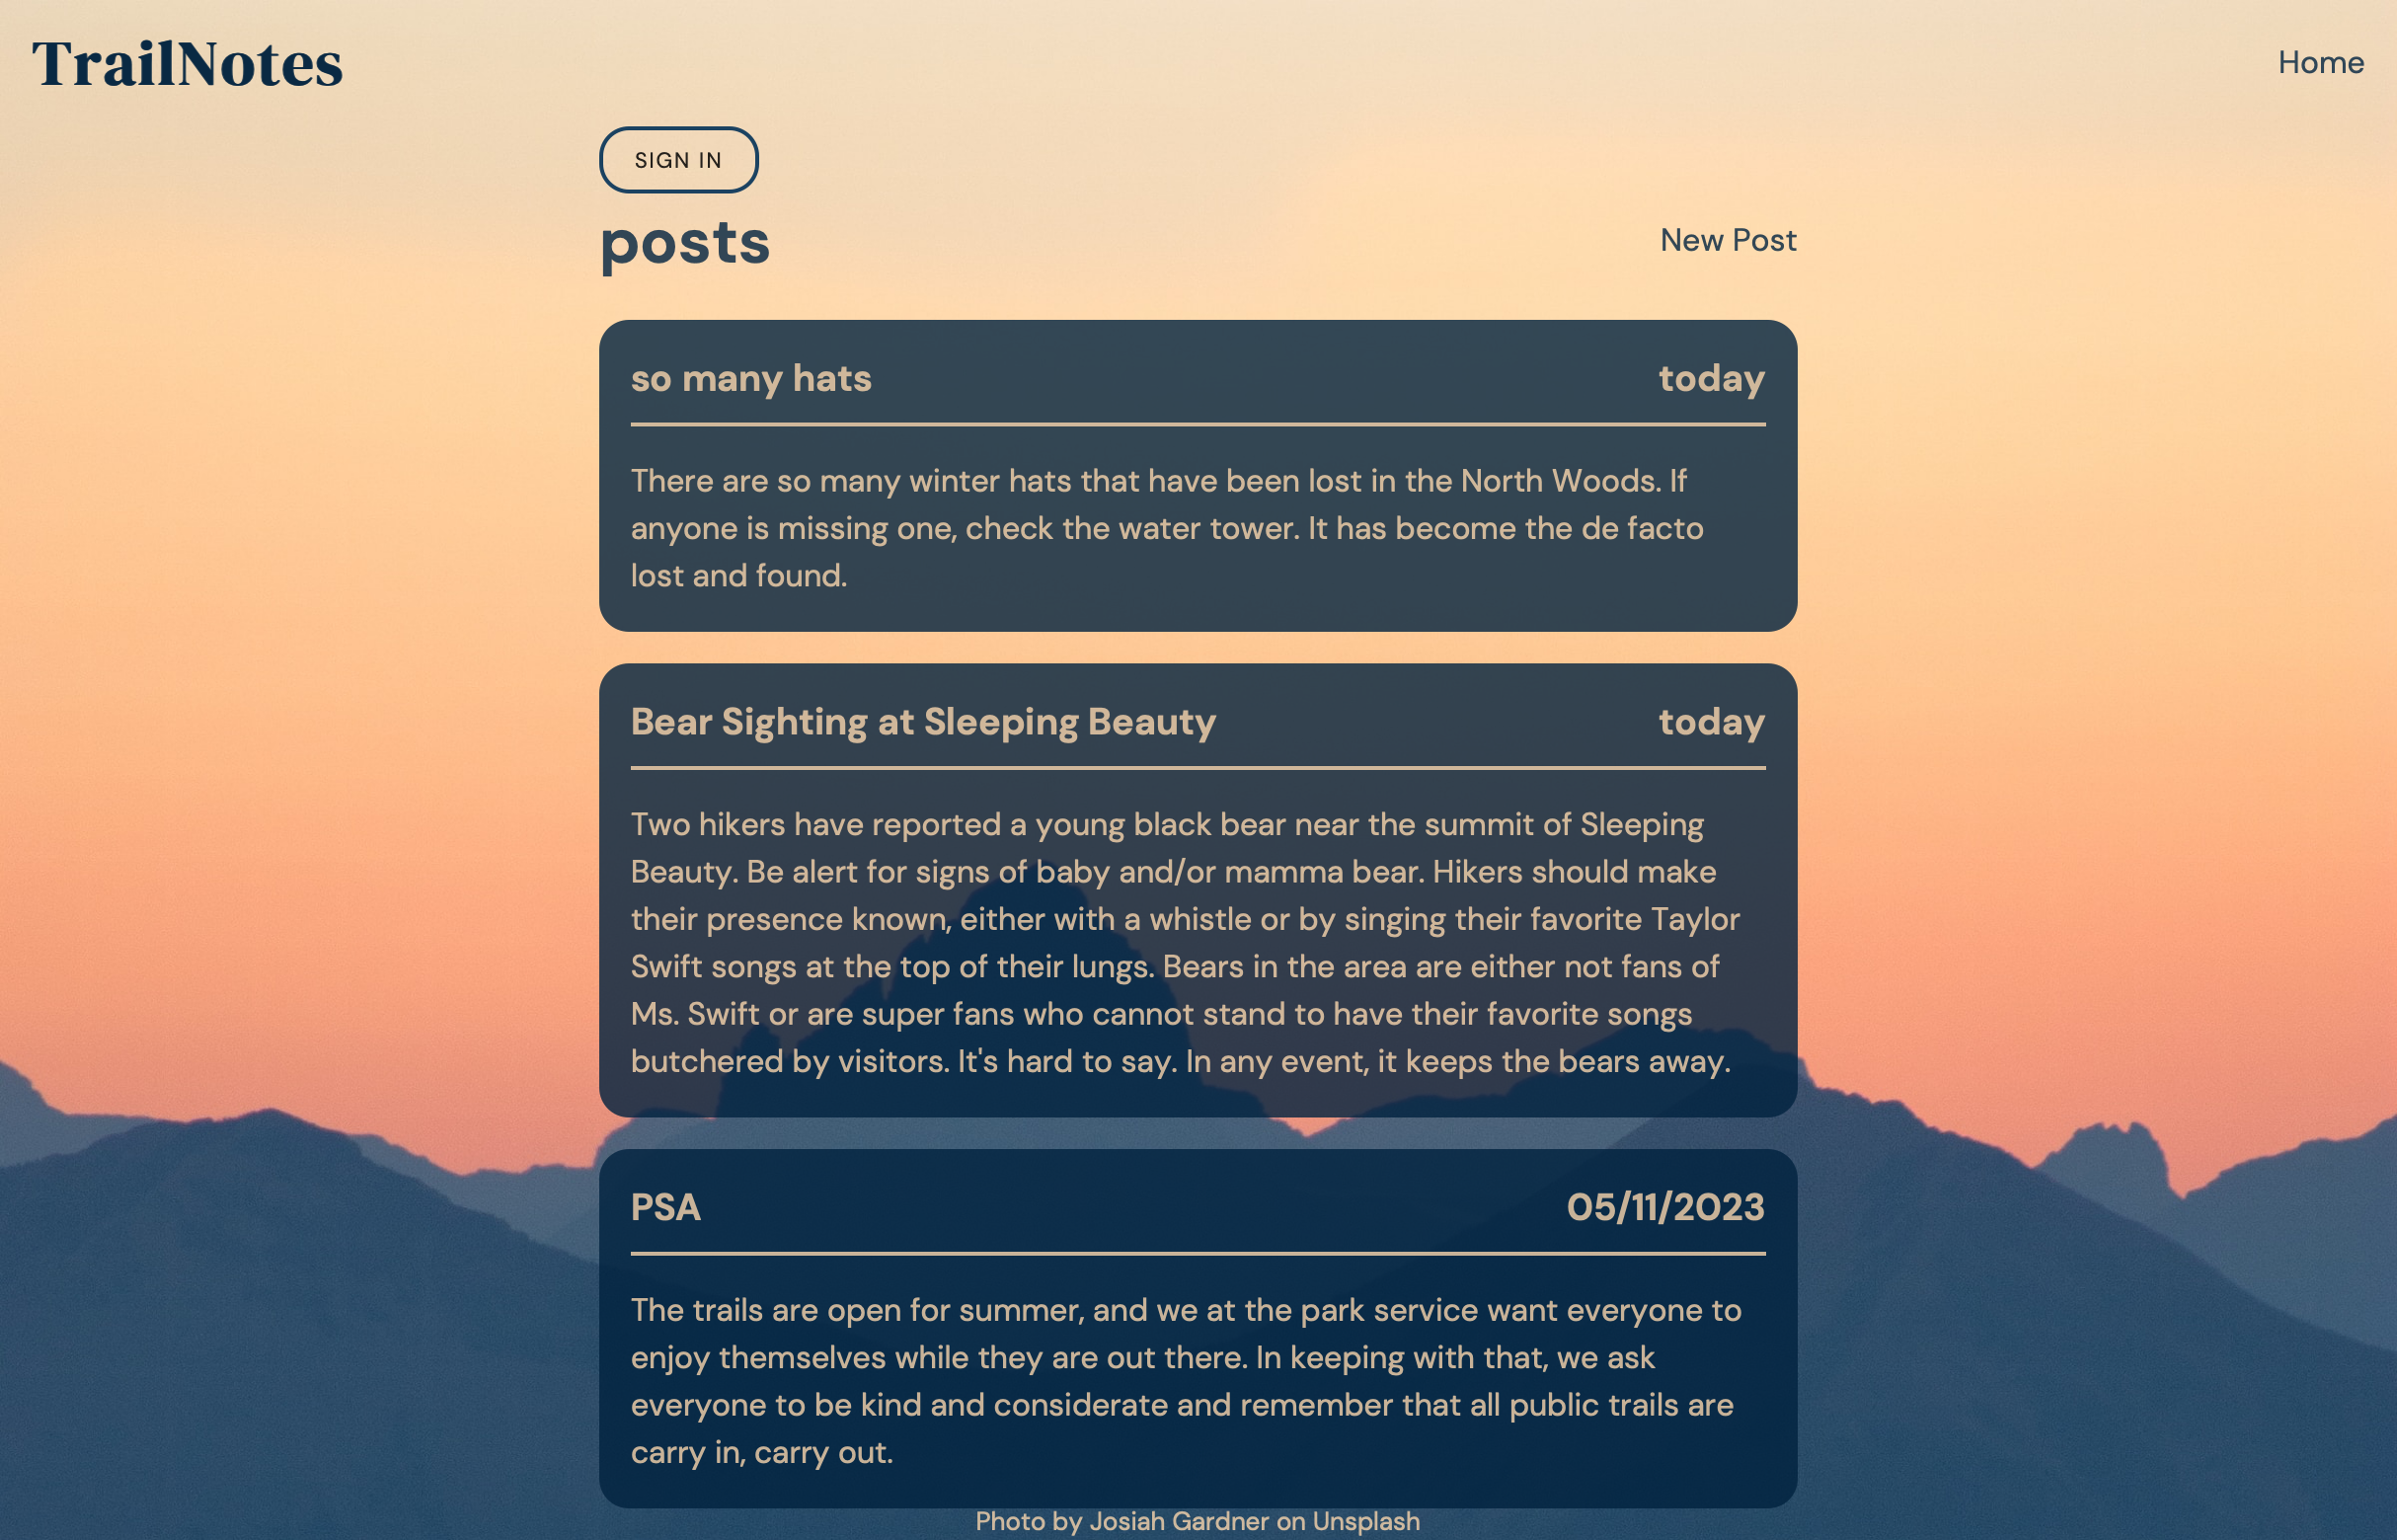 TrailNotes
Home
SIGN IN
posts
New Post
so many hats
today
There are so many winter hats that have been lost in the North Woods. If
anyone is missing one, check the water tower. It has become the de facto
lost and found.
Bear Sighting at Sleeping Beauty
today
Two hikers have reported a young black bear near the summit of Sleeping
Beauty. Be alert for signs of baby and/or mamma bear. Hikers should make
their presence known, either with a whistle or by singing their favorite Taylor
Swift songs at the top of their lungs. Bears in the area are either not fans of
Ms. Swift or are super fans who cannot stand to have their favorite songs
butchered by visitors. It's hard to say. In any event, it keeps the bears away.
PSA
05/11/2023
The trails are open for summer, and we at the park service want everyone to
enjoy themselves while they are out there. In keeping with that, we ask
everyone to be kind and considerate and remember that all public trails are
carry in, carry out.
Photo by Josiah Gardner on Unsplash